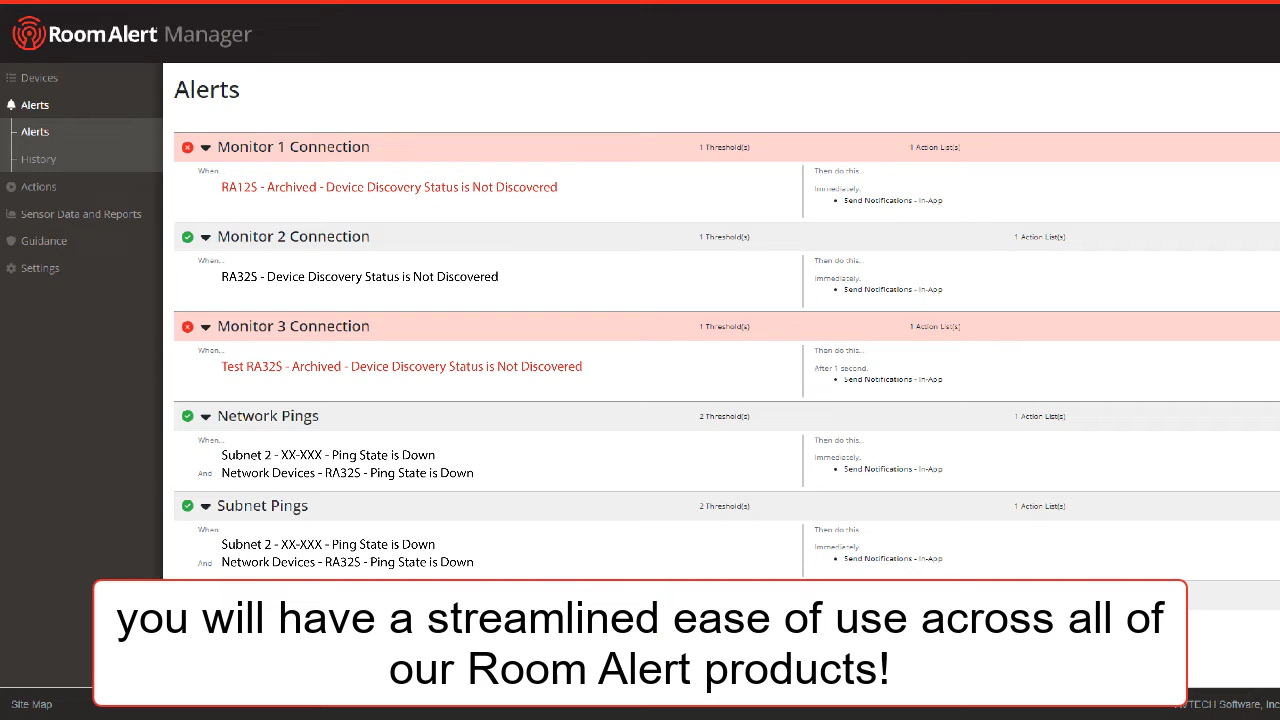 Room Alert Manager
Devices
Alerts
Alerts
History
Actions
Sensor Data and Reports
Guidance
Settings
Site Map
Alerts
Monitor 1 Connection 1 Threshold(s) 1 Action List(s)
When... Then do this...
RA12S - Archived - Device Discovery Status is Not Discovered Immediately.
Send Notifications - In-App
Monitor 2 Connection 1 Threshold(s) 1 Action List(s)
When... Then do this...
RA32S - Device Discovery Status is Not Discovered Immediately.
Send Notifications - In-App
Monitor 3 Connection 1 Threshold(s) 1 Action List(s)
When... Then do this...
Test RA32S - Archived - Device Discovery Status is Not Discovered After 1 second.
Send Notifications - In-App
Network Pings 2 Threshold(s) 1 Action List(s)
When... Then do this...
Subnet 2 - XX-XXX - Ping State is Down Immediately.
And Network Devices - RA32S - Ping State is Down Send Notifications - In-App
Subnet Pings 2 Threshold(s) 1 Action List(s)
When... Then do this...
Subnet 2 - XX-XXX - Ping State is Down Immediately.
And Network Devices - RA32S - Ping State is Down Send Notifications - In-App
you will have a streamlined ease of use across all of
our Room Alert products!
Software, Inc